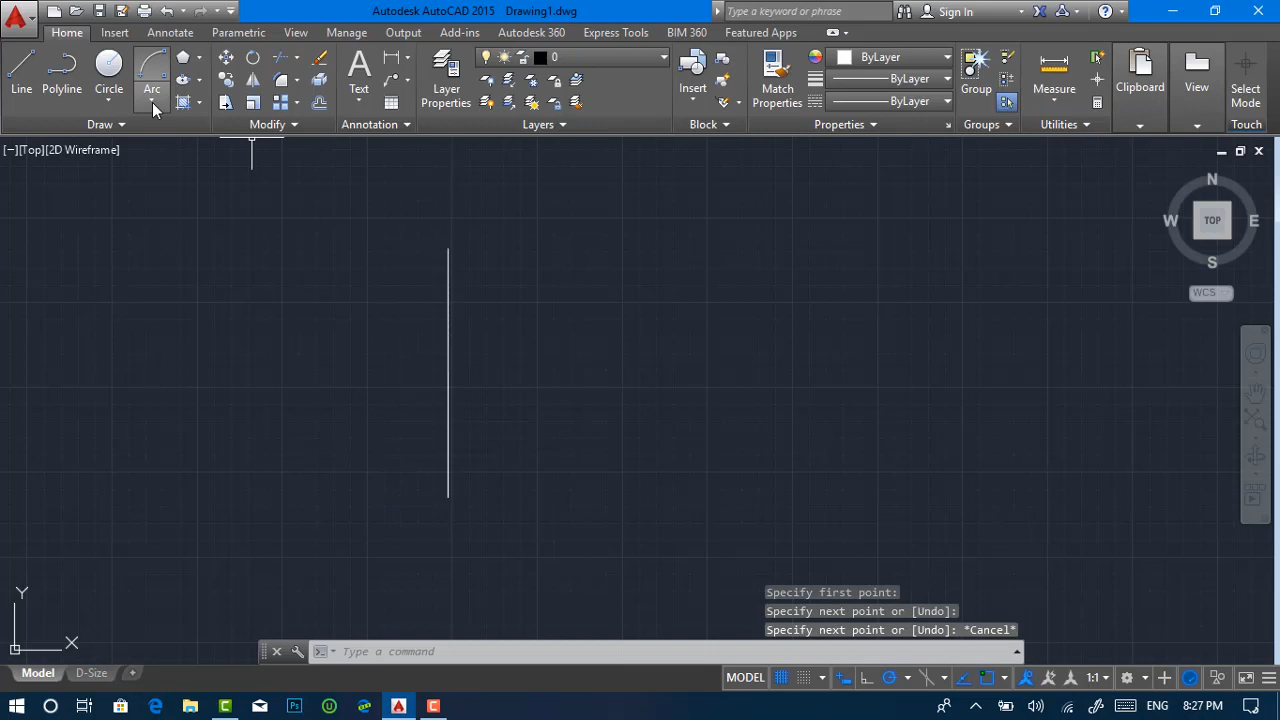 Autodesk AutoCAD 2015 Drawing1.dwg
Type a keyword or phrase
Sign In
Home Insert Annotate Parametric View Manage Output Add-ins Autodesk 360 Express Tools BIM 360 Featured Apps
Line Polyline Circle Arc
Text
Layer Properties
0
Insert
Match Properties
ByLayer
ByLayer
ByLayer
Group
Measure
Clipboard
View
Select Mode
Draw Modify Annotation Layers Block Properties Groups Utilities Touch
[−][Top][2D Wireframe]
N
W TOP E
S
WCS
Y
X
Specify first point:
Specify next point or [Undo]:
Specify next point or [Undo]: *Cancel*
Type a command
Model D-Size +
MODEL 1:1
ENG 8:27 PM